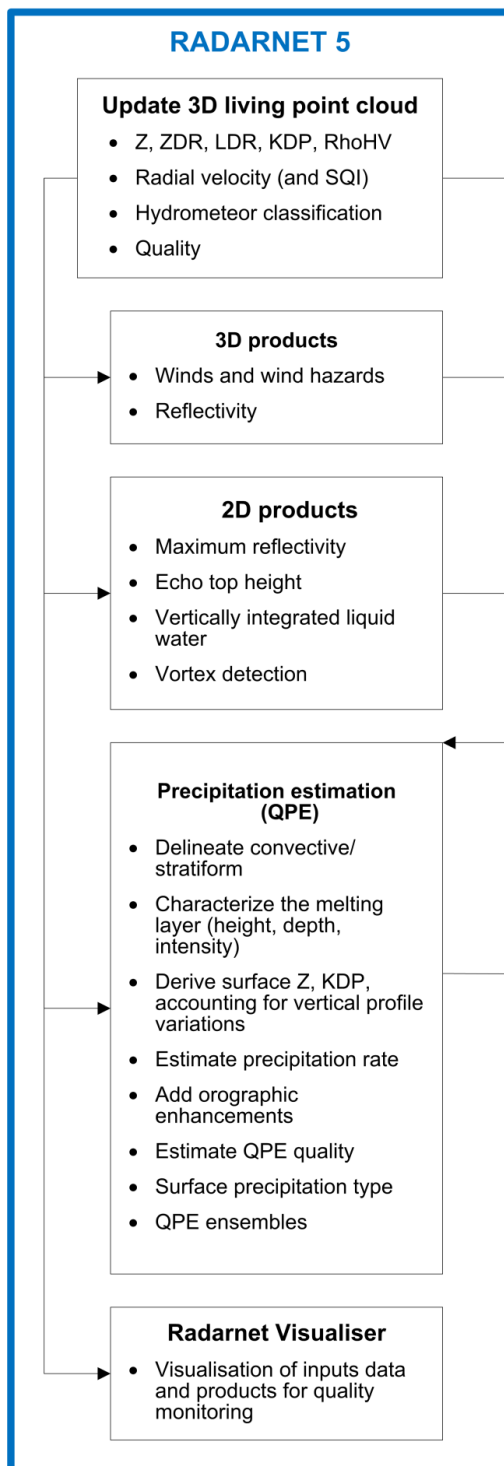 RADARNET 5
Update 3D living point cloud
• Z, ZDR, LDR, KDP, RhoHV
• Radial velocity (and SQI)
• Hydrometeor classification
• Quality
3D products
• Winds and wind hazards
• Reflectivity
2D products
• Maximum reflectivity
• Echo top height
• Vertically integrated liquid
water
• Vortex detection
Precipitation estimation
(QPE)
• Delineate convective/
stratiform
• Characterize the melting
layer (height, depth,
intensity)
• Derive surface Z, KDP,
accounting for vertical profile
variations
• Estimate precipitation rate
• Add orographic
enhancements
• Estimate QPE quality
• Surface precipitation type
• QPE ensembles
Radarnet Visualiser
• Visualisation of inputs data
and products for quality
monitoring